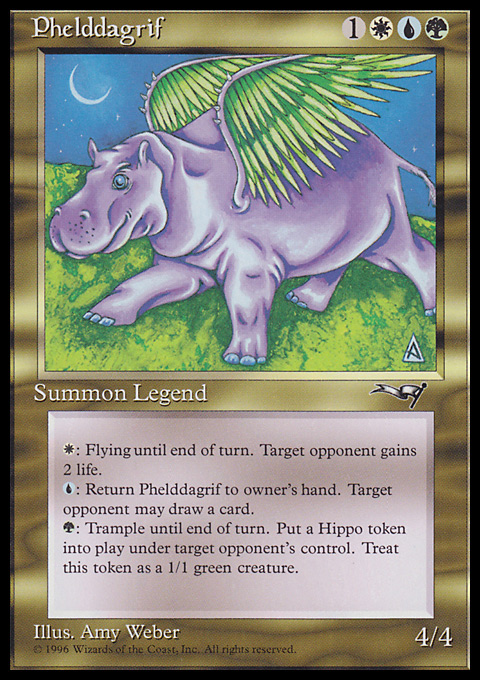 Phelddagrif 1
Summon Legend
: Flying until end of turn. Target opponent gains
2 life.
: Return Phelddagrif to owner's hand. Target
opponent may draw a card.
: Trample until end of turn. Put a Hippo token
into play under target opponent's control. Treat
this token as a 1/1 green creature.
Illus. Amy Weber
4/4
© 1996 Wizards of the Coast, Inc. All rights reserved.